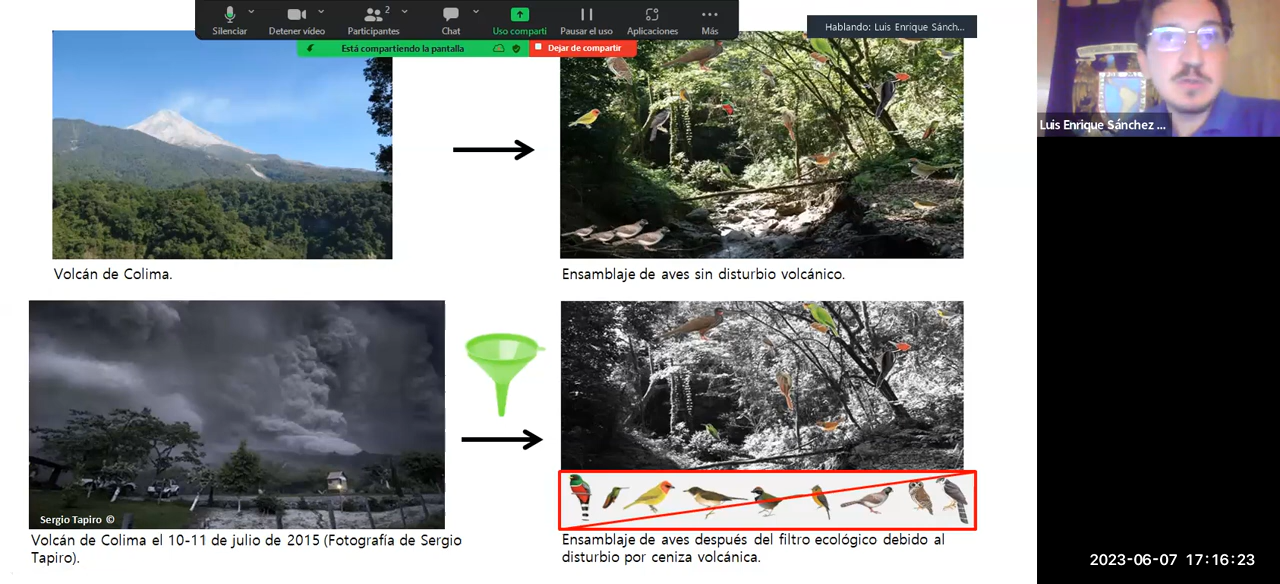 Silenciar
Detener vídeo
2
Participantes
Chat
Uso comparti
Pausar el uso
Aplicaciones
Más
Hablando: Luis Enrique Sánch...
Está compartiendo la pantalla
Dejar de compartir
Luis Enrique Sánchez ...
Volcán de Colima.
Ensamblaje de aves sin disturbio volcánico.
Sergio Tapiro ©
Volcán de Colima el 10-11 de julio de 2015 (Fotografía de Sergio
Tapiro).
Ensamblaje de aves después del filtro ecológico debido al
disturbio por ceniza volcánica.
2023-06-07 17:16:23